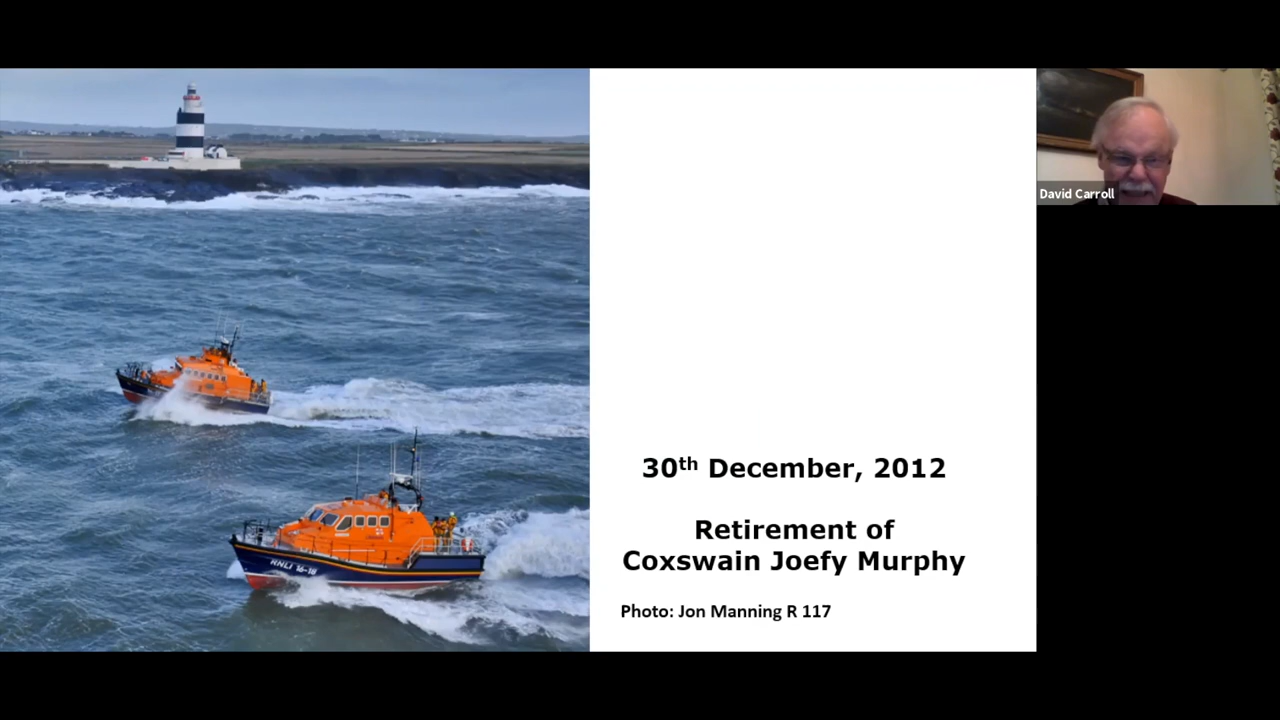 30th December, 2012
Retirement of
Coxswain Joefy Murphy
Photo: Jon Manning R 117
RNLI 16-18
David Carroll